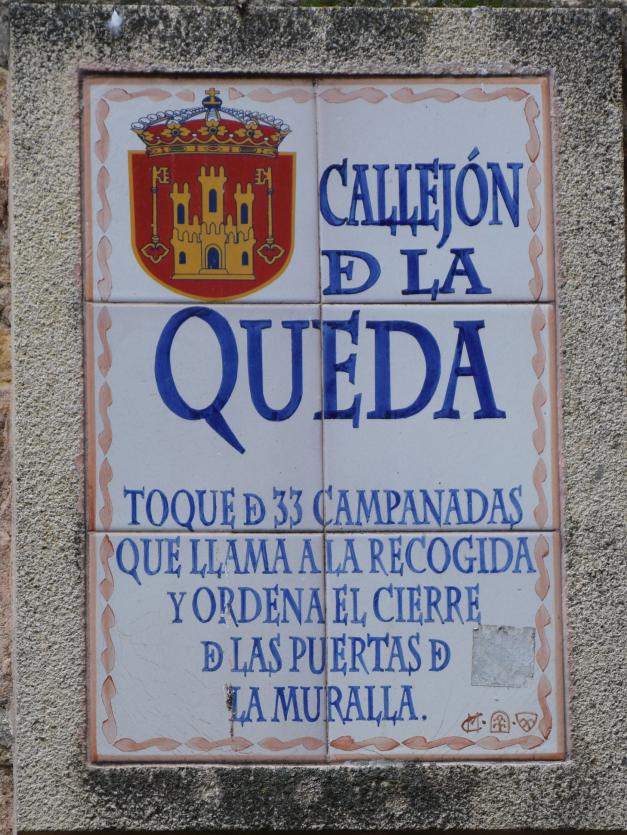 CALLEJÓN
D LA
QUEDA
TOQUE D 33 CAMPANADAS
QUE LLAMA A LA RECOGIDA
Y ORDENA EL CIERRE
D LAS PUERTAS D
LA MURALLA.